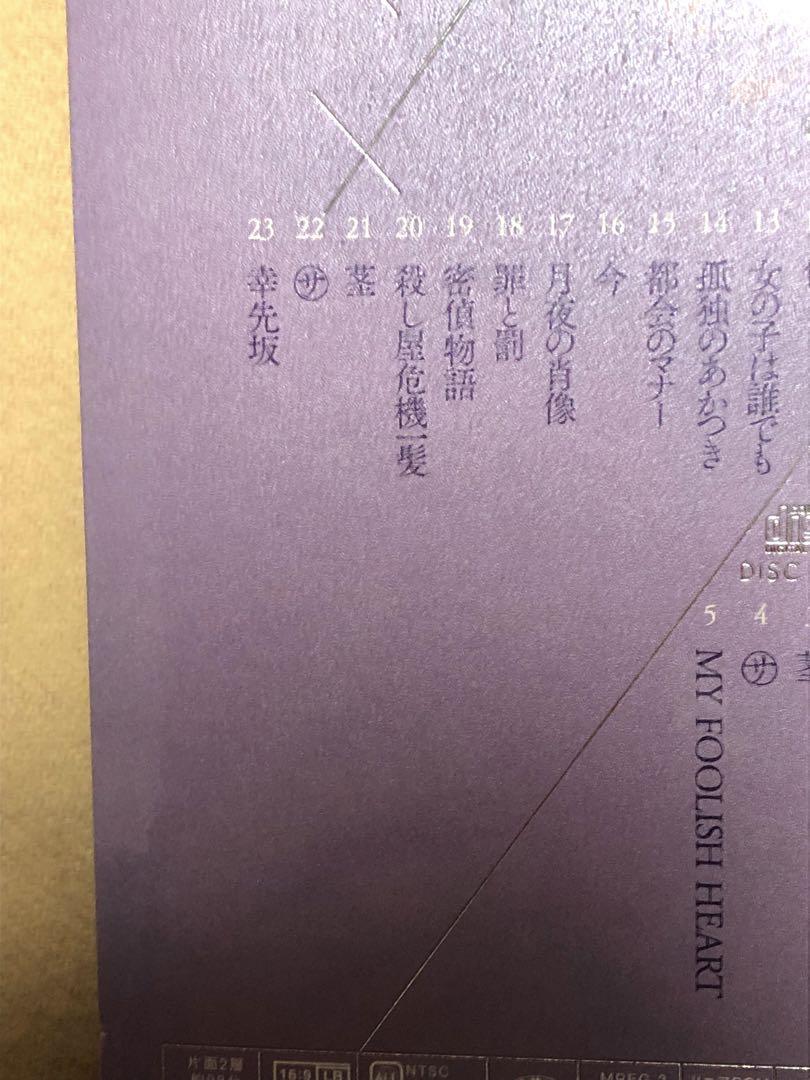 13 女の子は誰でも
14 孤独のあかつき
15 都会のマナー
16 今
17 月夜の肖像
18 罪と罰
19 密偵物語
20 殺し屋危機一髪
21 茎
22 ㋚
23 幸先坂
DISC
4 ㋚
5 MY FOOLISH HEART
片面2層
16:9 LB
ALL NTSC
MPEG-2